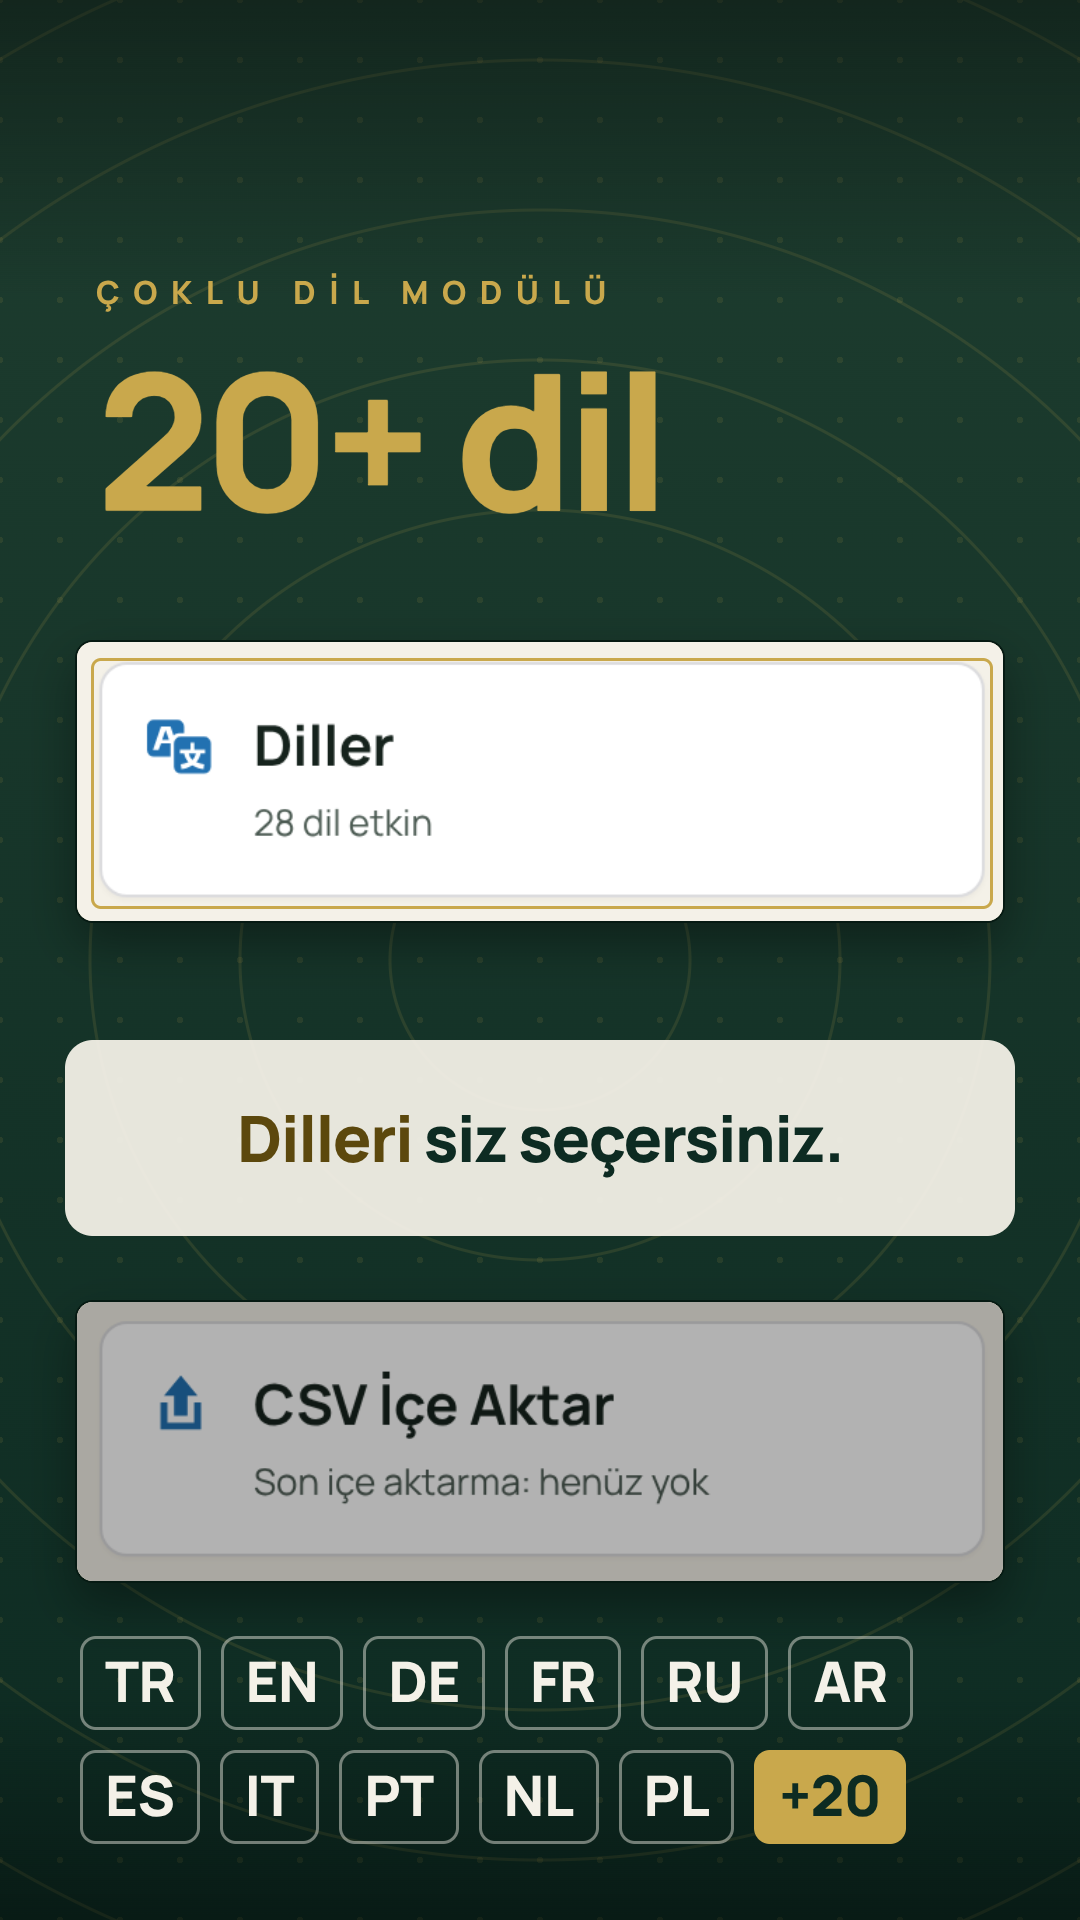 ÇOKLU DİL MODÜLÜ
20+ dil
Diller
28 dil etkin
Dilleri siz seçersiniz.
CSV İçe Aktar
Son içe aktarma: henüz yok
TR EN DE FR RU AR
ES IT PT NL PL +20